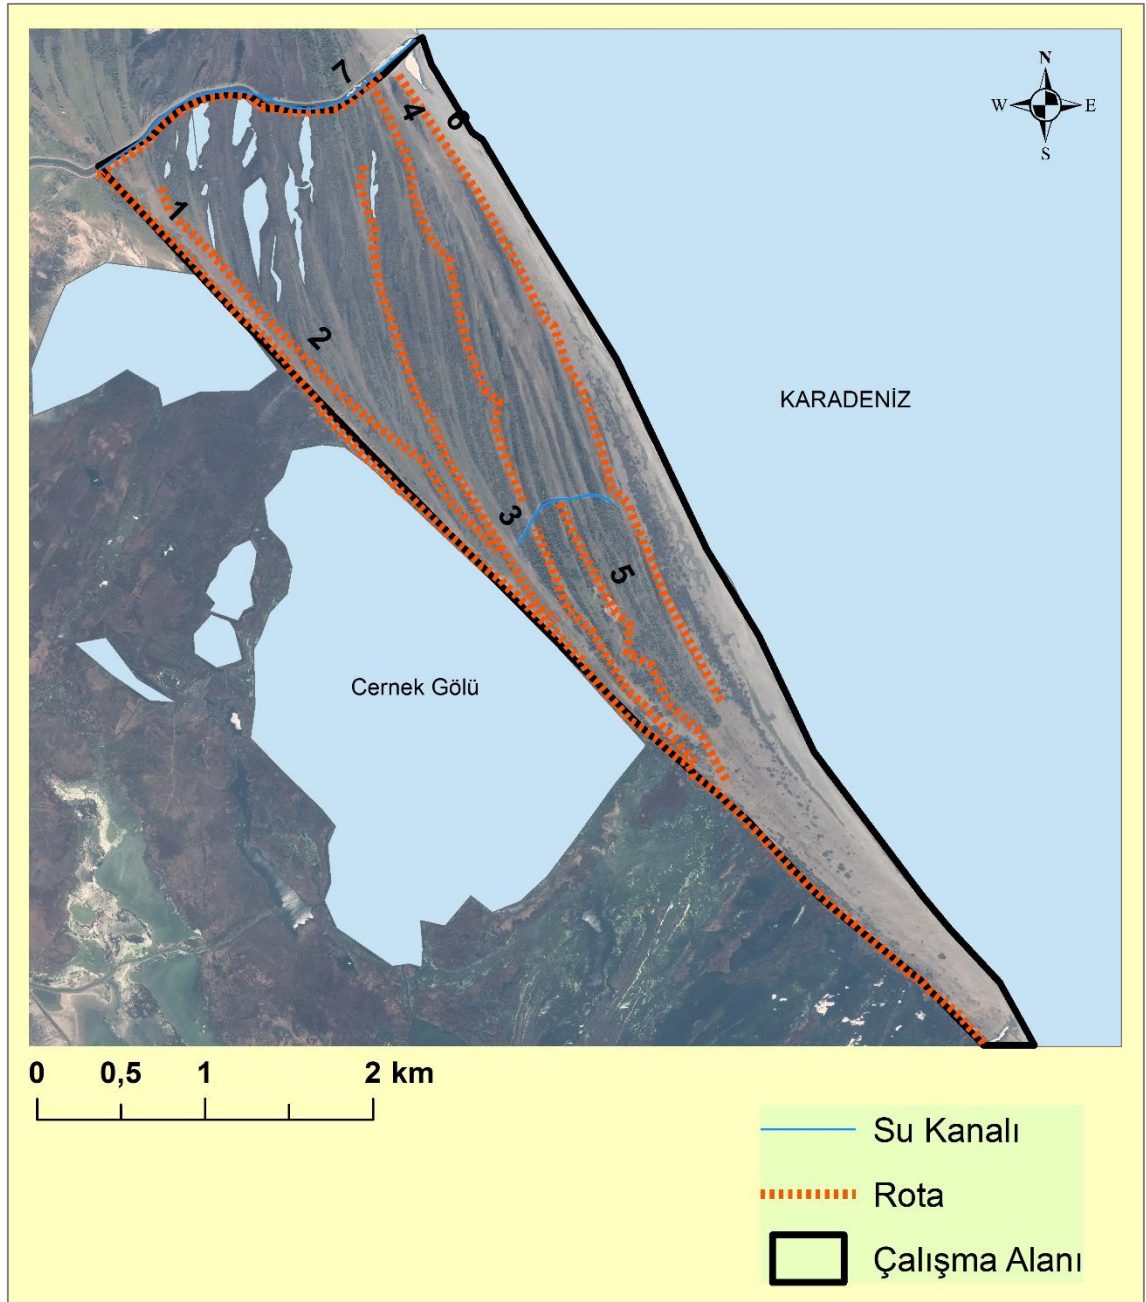 N
W E
S
7
4
6
1
2
KARADENİZ
3
5
Cernek Gölü
0 0,5 1 2 km
Su Kanalı
Rota
Çalışma Alanı